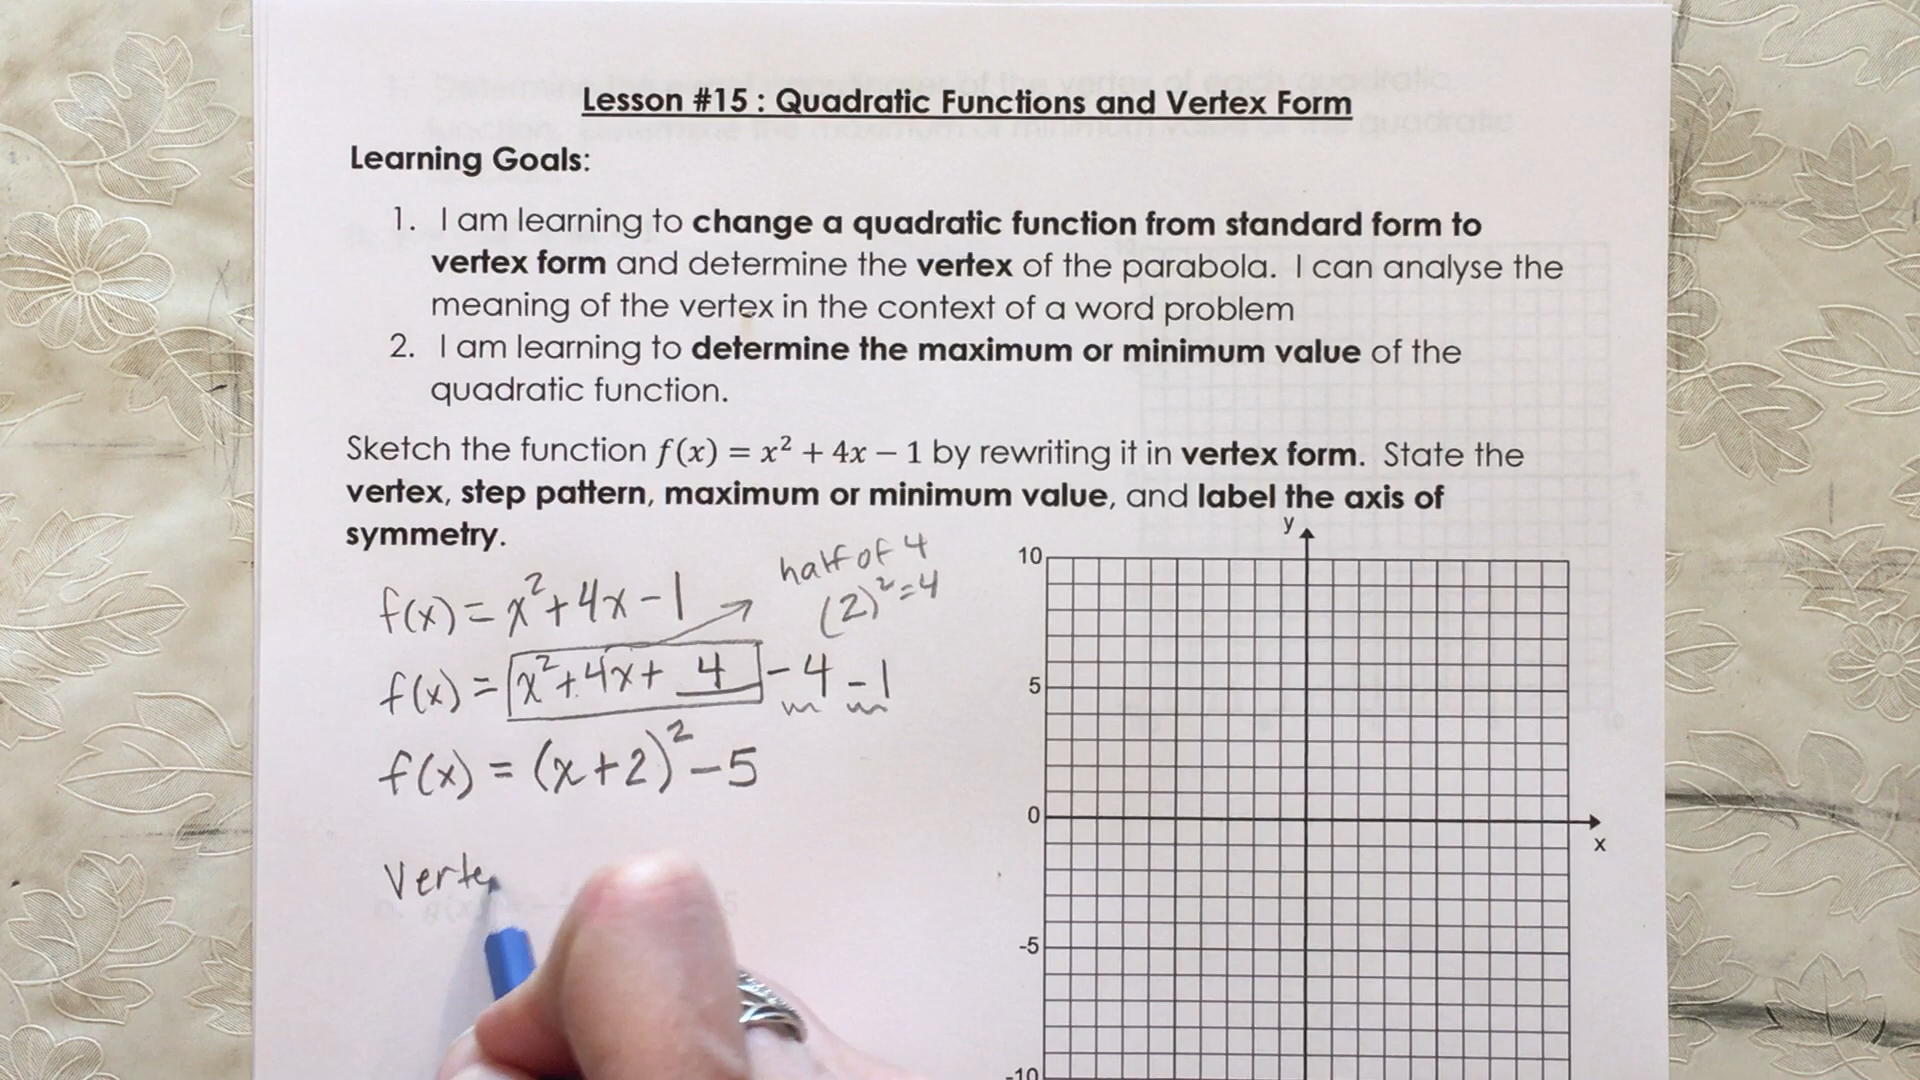 Lesson #15 : Quadratic Functions and Vertex Form
Learning Goals:
1. I am learning to change a quadratic function from standard form to
vertex form and determine the vertex of the parabola. I can analyse the
meaning of the vertex in the context of a word problem
2. I am learning to determine the maximum or minimum value of the
quadratic function.
Sketch the function f(x) = x² + 4x − 1 by rewriting it in vertex form. State the
vertex, step pattern, maximum or minimum value, and label the axis of
symmetry.
half of 4
(2)²=4
f(x) = x²+4x-1
f(x) = x²+4x+ 4 -4 -1
f(x) = (x+2)² -5
Verte
y
10
5
0
x
-5
-10